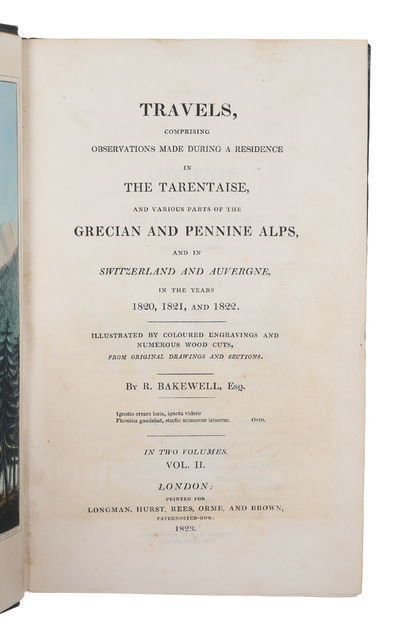 TRAVELS,
COMPRISING
OBSERVATIONS MADE DURING A RESIDENCE
IN
THE TARENTAISE,
AND VARIOUS PARTS OF THE
GRECIAN AND PENNINE ALPS,
AND IN
SWITZERLAND AND AUVERGNE,
IN THE YEARS
1820, 1821, AND 1822.
ILLUSTRATED BY COLOURED ENGRAVINGS AND
NUMEROUS WOOD CUTS,
FROM ORIGINAL DRAWINGS AND SECTIONS.
BY R. BAKEWELL, ESQ.
Ignotis errare locis, ignota videre
Flumina gaudebat, studio minuente laborem. OVID.
IN TWO VOLUMES.
VOL. II.
LONDON:
PRINTED FOR
LONGMAN, HURST, REES, ORME, AND BROWN,
PATERNOSTER-ROW.
1823.